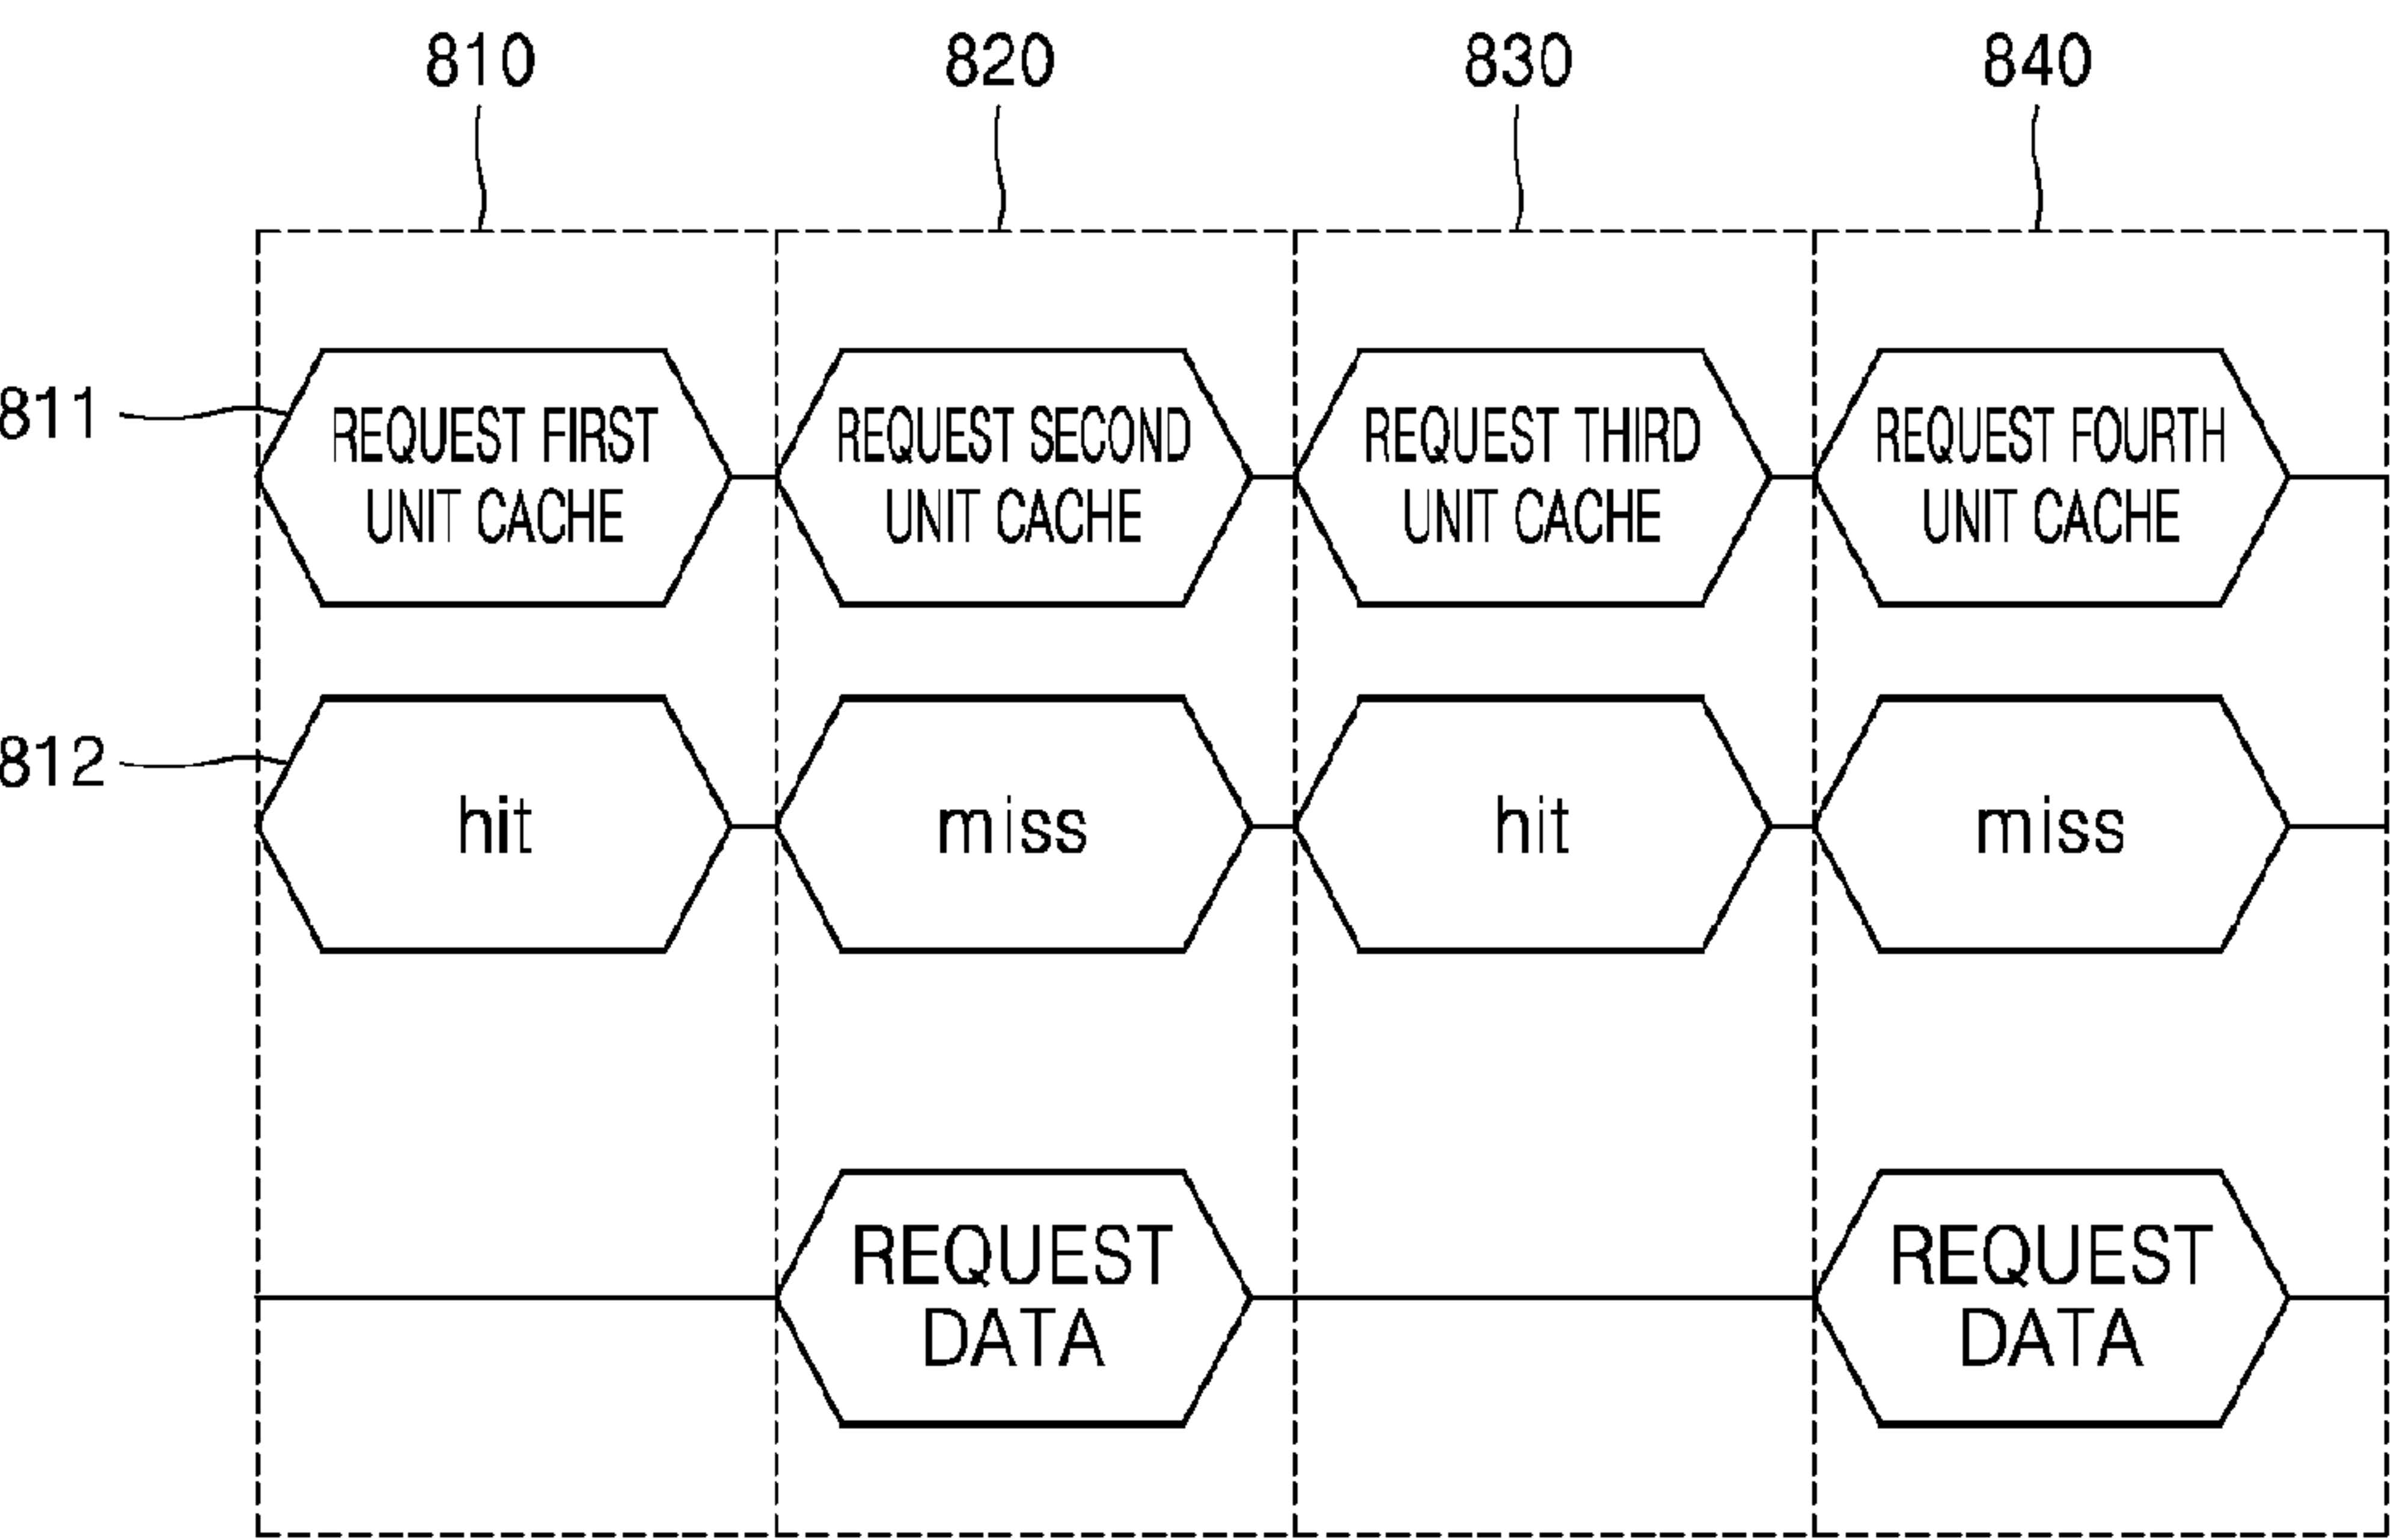 810
820
830
840
811
REQUEST FIRST
UNIT CACHE
REQUEST SECOND
UNIT CACHE
REQUEST THIRD
UNIT CACHE
REQUEST FOURTH
UNIT CACHE
812
hit
miss
hit
miss
REQUEST
DATA
REQUEST
DATA